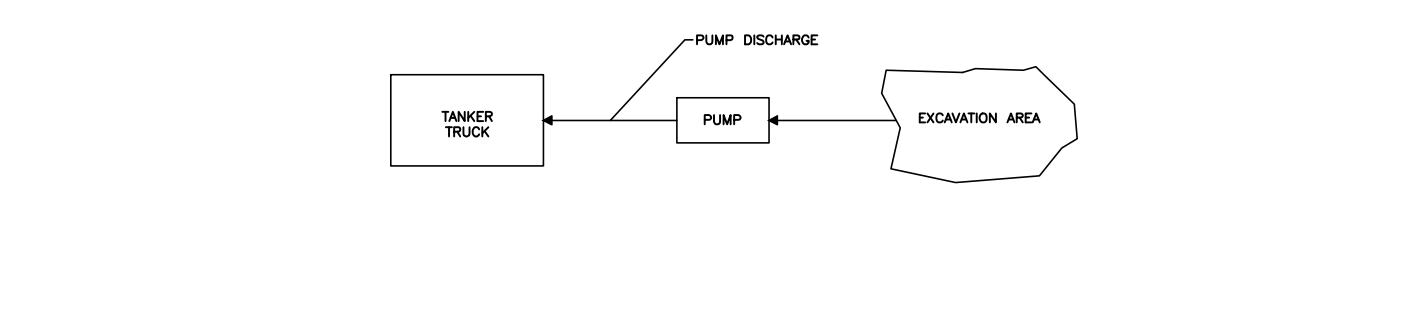 PUMP DISCHARGE
TANKER
TRUCK
PUMP
EXCAVATION AREA